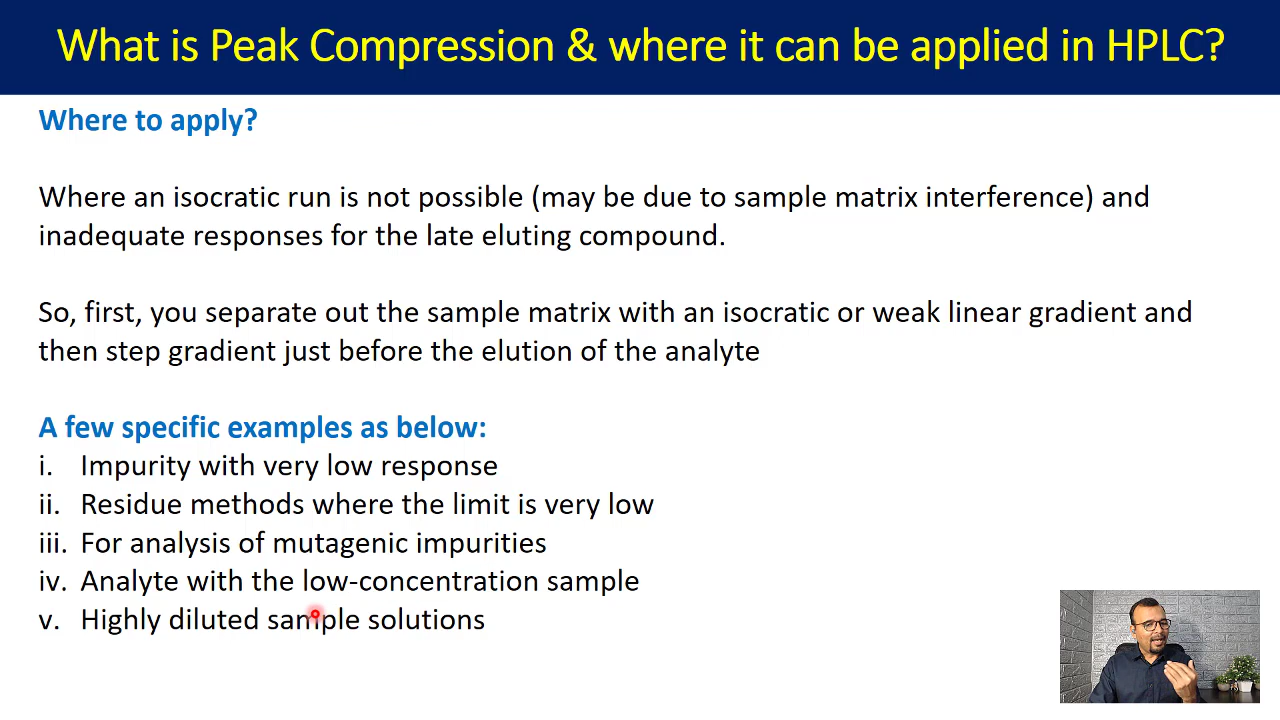 What is Peak Compression & where it can be applied in HPLC?
Where to apply?
Where an isocratic run is not possible (may be due to sample matrix interference) and
inadequate responses for the late eluting compound.
So, first, you separate out the sample matrix with an isocratic or weak linear gradient and
then step gradient just before the elution of the analyte
A few specific examples as below:
i. Impurity with very low response
ii. Residue methods where the limit is very low
iii. For analysis of mutagenic impurities
iv. Analyte with the low-concentration sample
v. Highly diluted sample solutions